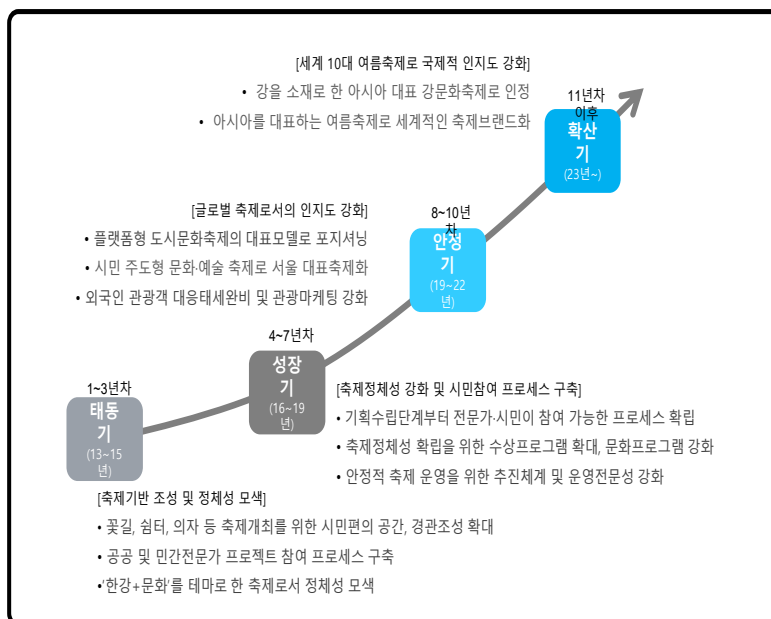 [세계 10대 여름축제로 국제적 인지도 강화]
• 강을 소재로 한 아시아 대표 강문화축제로 인정
• 아시아를 대표하는 여름축제로 세계적인 축제브랜드화
11년차
이후
확산
기
(23년~)
[글로벌 축제로서의 인지도 강화]
• 플랫폼형 도시문화축제의 대표모델로 포지셔닝
• 시민 주도형 문화·예술 축제로 서울 대표축제화
• 외국인 관광객 대응태세완비 및 관광마케팅 강화
8~10년
차
안정
기
(19~22
년)
4~7년차
성장
기
(16~19
년)
[축제정체성 강화 및 시민참여 프로세스 구축]
• 기획수립단계부터 전문가·시민이 참여 가능한 프로세스 확립
• 축제정체성 확립을 위한 수상프로그램 확대, 문화프로그램 강화
• 안정적 축제 운영을 위한 추진체계 및 운영전문성 강화
1~3년차
태동
기
(13~15
년)
[축제기반 조성 및 정체성 모색]
• 꽃길, 쉼터, 의자 등 축제개최를 위한 시민편의 공간, 경관조성 확대
• 공공 및 민간전문가 프로젝트 참여 프로세스 구축
•'한강+문화'를 테마로 한 축제로서 정체성 모색